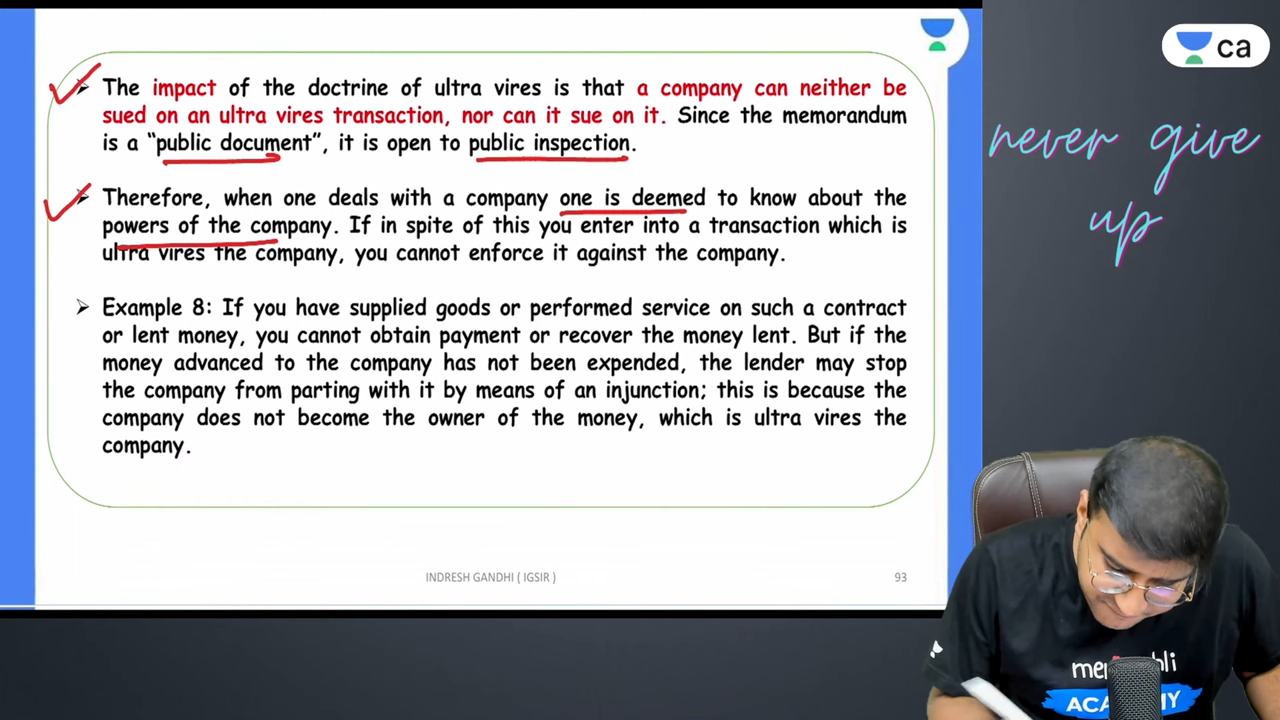 ➢ The impact of the doctrine of ultra vires is that a company can neither be
sued on an ultra vires transaction, nor can it sue on it. Since the memorandum
is a “public document”, it is open to public inspection.
➢ Therefore, when one deals with a company one is deemed to know about the
powers of the company. If in spite of this you enter into a transaction which is
ultra vires the company, you cannot enforce it against the company.
➢ Example 8: If you have supplied goods or performed service on such a contract
or lent money, you cannot obtain payment or recover the money lent. But if the
money advanced to the company has not been expended, the lender may stop
the company from parting with it by means of an injunction; this is because the
company does not become the owner of the money, which is ultra vires the
company.
INDRESH GANDHI ( IGSIR )
93
ca
never give
up